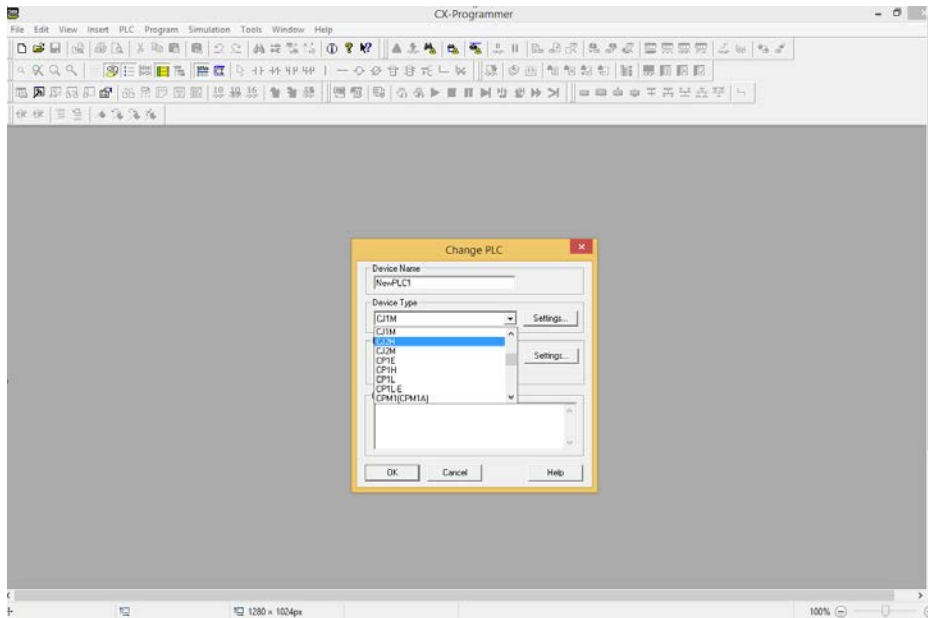 CX-Programmer
File Edit View Insert PLC Program Simulation Tools Window Help
Change PLC
Device Name
NewPLC1
Device Type
CJ1M
Settings...
CJ1M
CJ2H
CJ2M
CP1E
Settings...
CP1H
CP1L
CP1L-E
CPM1(CPM1A)
OK Cancel Help
1280 × 1024px
100%